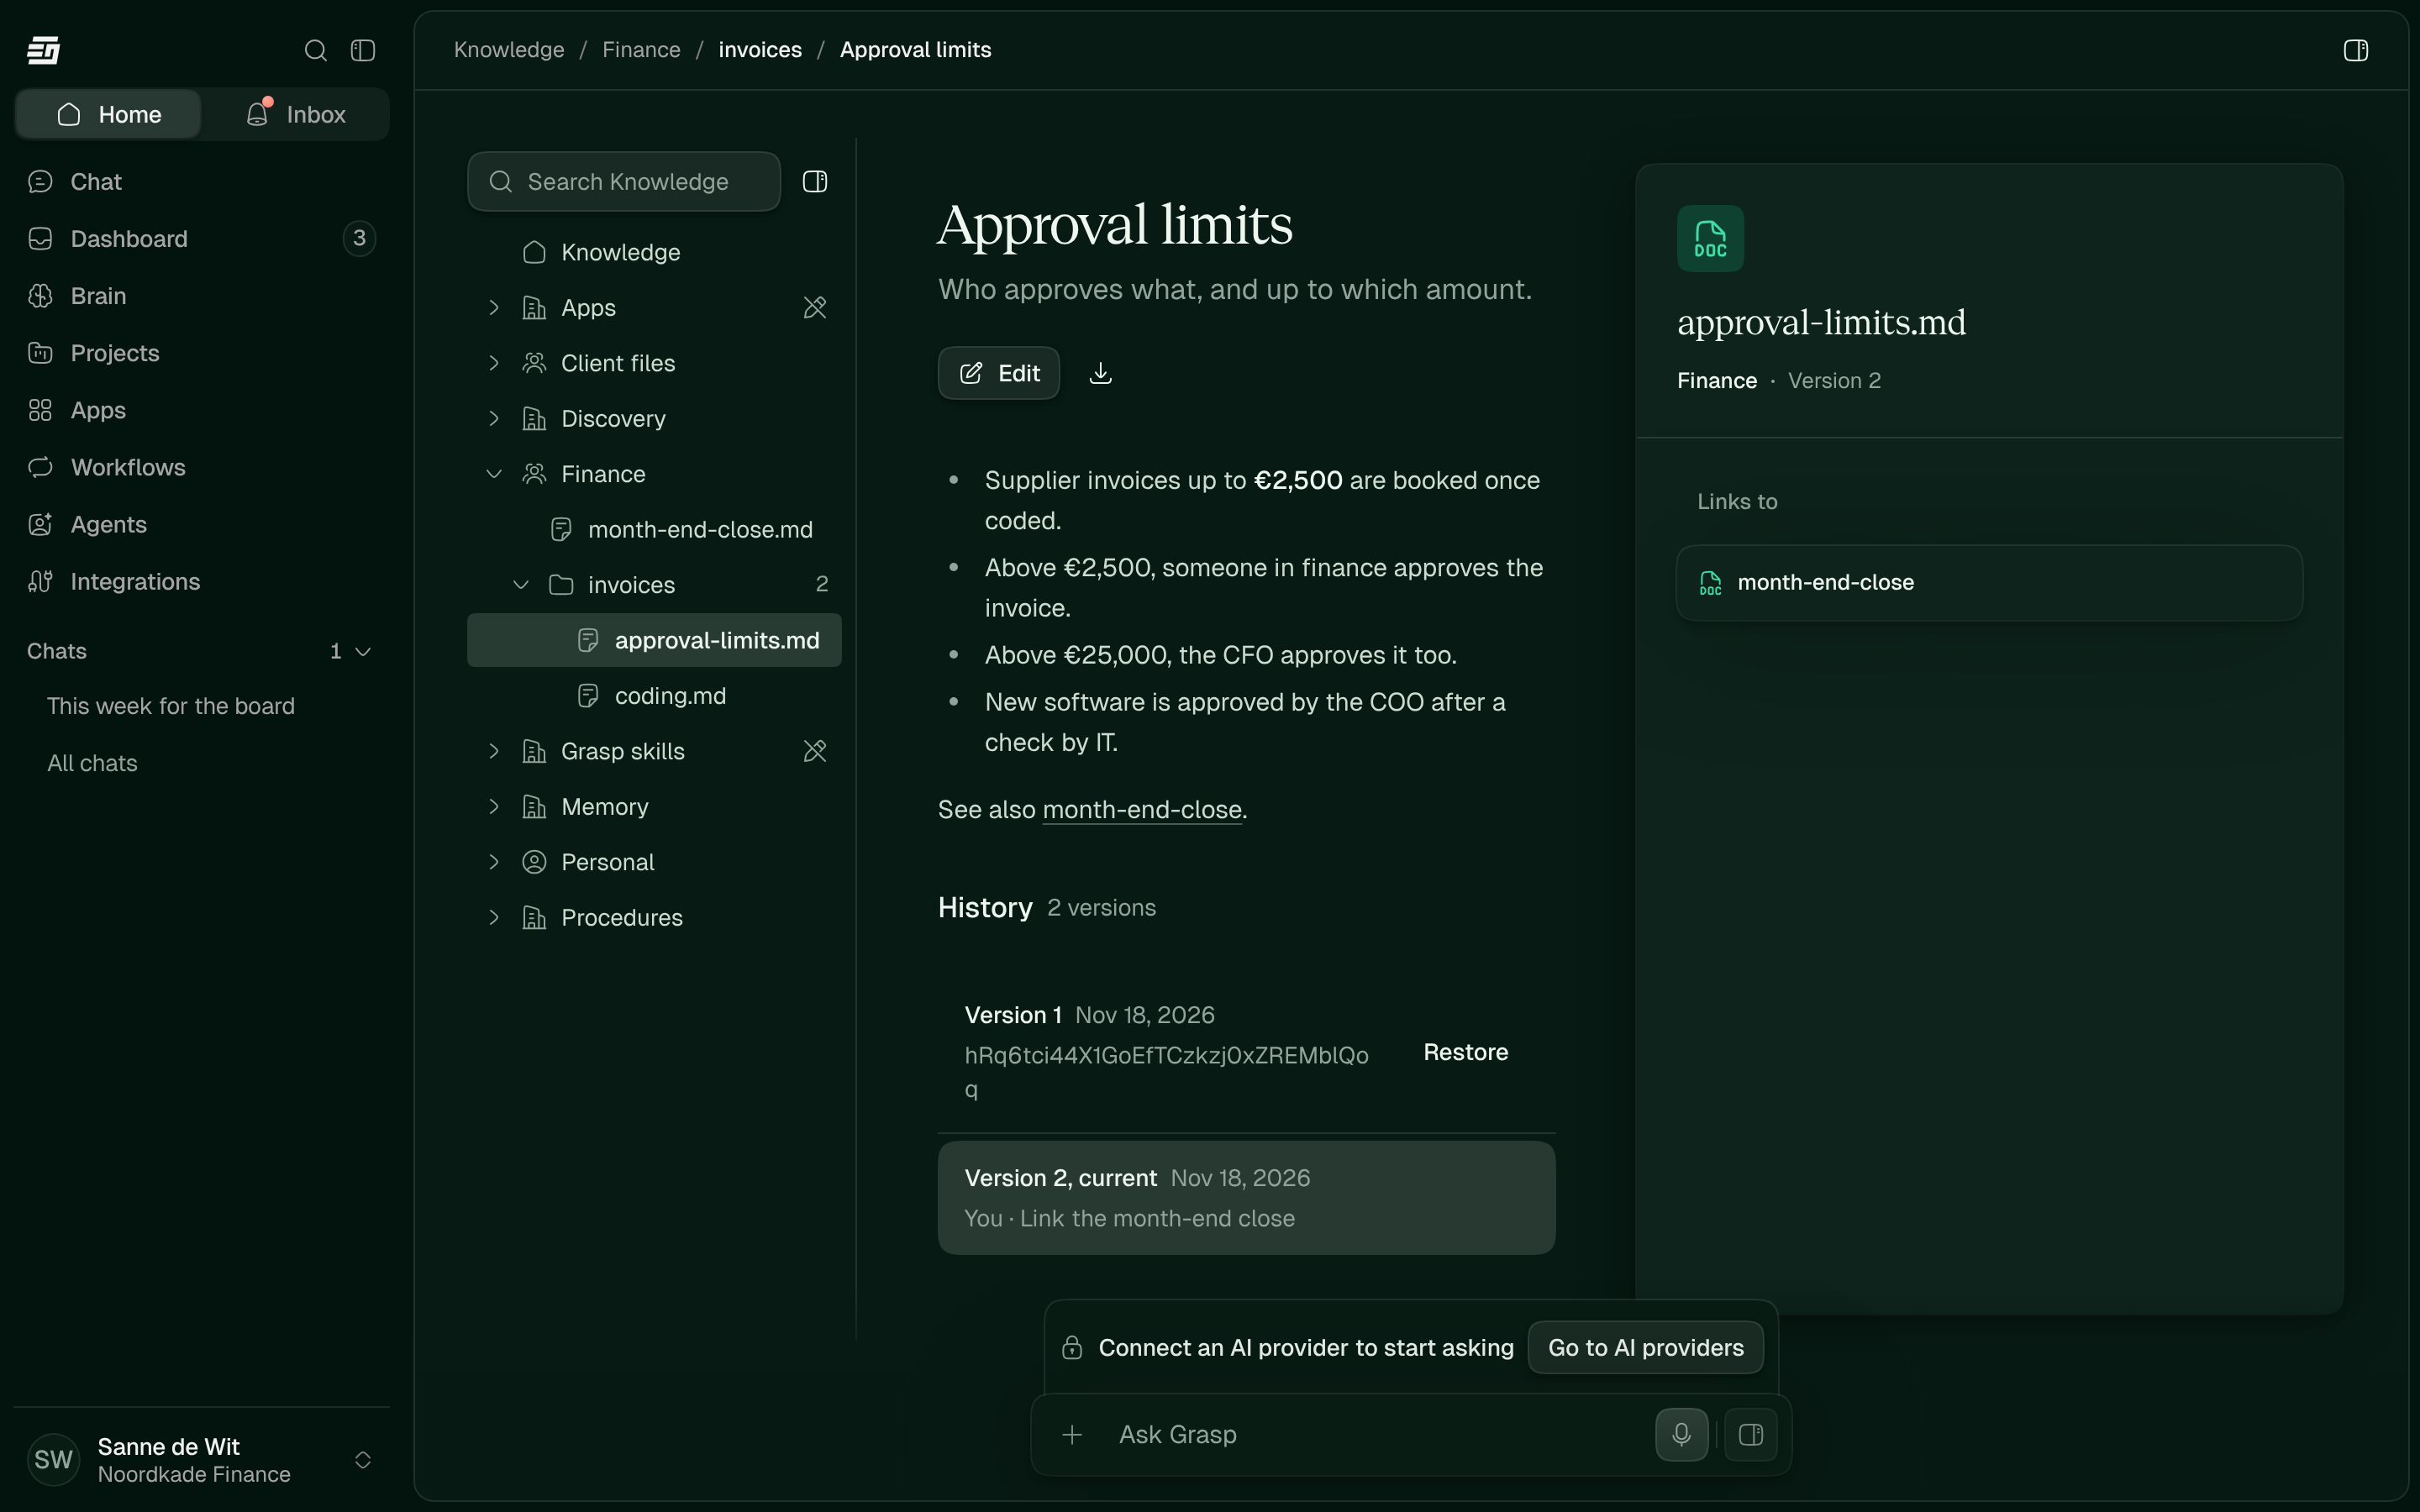 Home
Inbox
Chat
Dashboard
3
Brain
Projects
Apps
Workflows
Agents
Integrations
Chats
1
This week for the board
All chats
SW
Sanne de Wit
Noordkade Finance
Knowledge / Finance / invoices / Approval limits
Search Knowledge
Knowledge
Apps
Client files
Discovery
Finance
month-end-close.md
invoices
2
approval-limits.md
coding.md
Grasp skills
Memory
Personal
Procedures
Approval limits
Who approves what, and up to which amount.
Edit
Supplier invoices up to €2,500 are booked once
coded.
Above €2,500, someone in finance approves the
invoice.
Above €25,000, the CFO approves it too.
New software is approved by the COO after a
check by IT.
See also month-end-close.
History 2 versions
Version 1 Nov 18, 2026
hRq6tci44X1GoEfTCzkzj0xZREMblQo
q
Restore
Version 2, current Nov 18, 2026
You · Link the month-end close
DOC
approval-limits.md
Finance · Version 2
Links to
DOC
month-end-close
Connect an AI provider to start asking
Go to AI providers
Ask Grasp